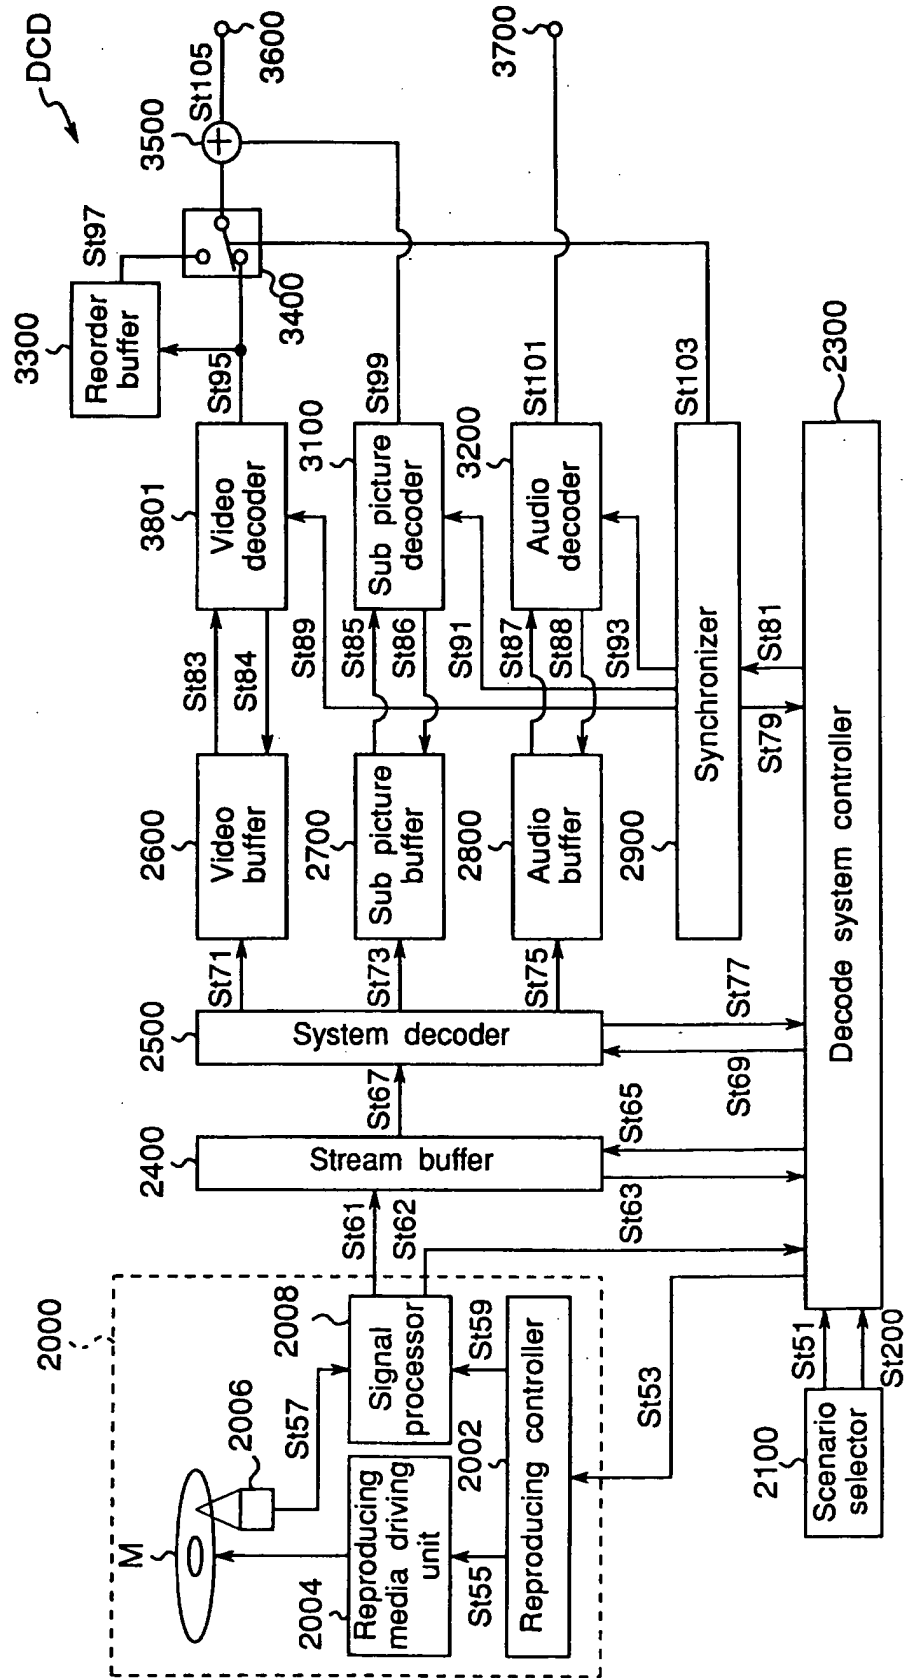 DCD
2000
M
2006
St57
2004
Reproducing
media driving
unit
2008
Signal
processor
St55
2002
St59
Reproducing controller
St61
St62
St53
St63
2400
Stream buffer
St65
St67
2500
System decoder
St69
St77
St71
St73
St75
2600
Video
buffer
2700
Sub picture
buffer
2800
Audio
buffer
2900
Synchronizer
St79
St81
St83
St84
St89
St85
St86
St91
St87
St88
St93
3801
Video
decoder
3100
Sub picture
decoder
3200
Audio
decoder
St95
St99
St101
St103
3300
Reorder
buffer
St97
3400
3500
+
St105
3600
3700
2100
Scenario
selector
St51
St200
Decode system controller
2300